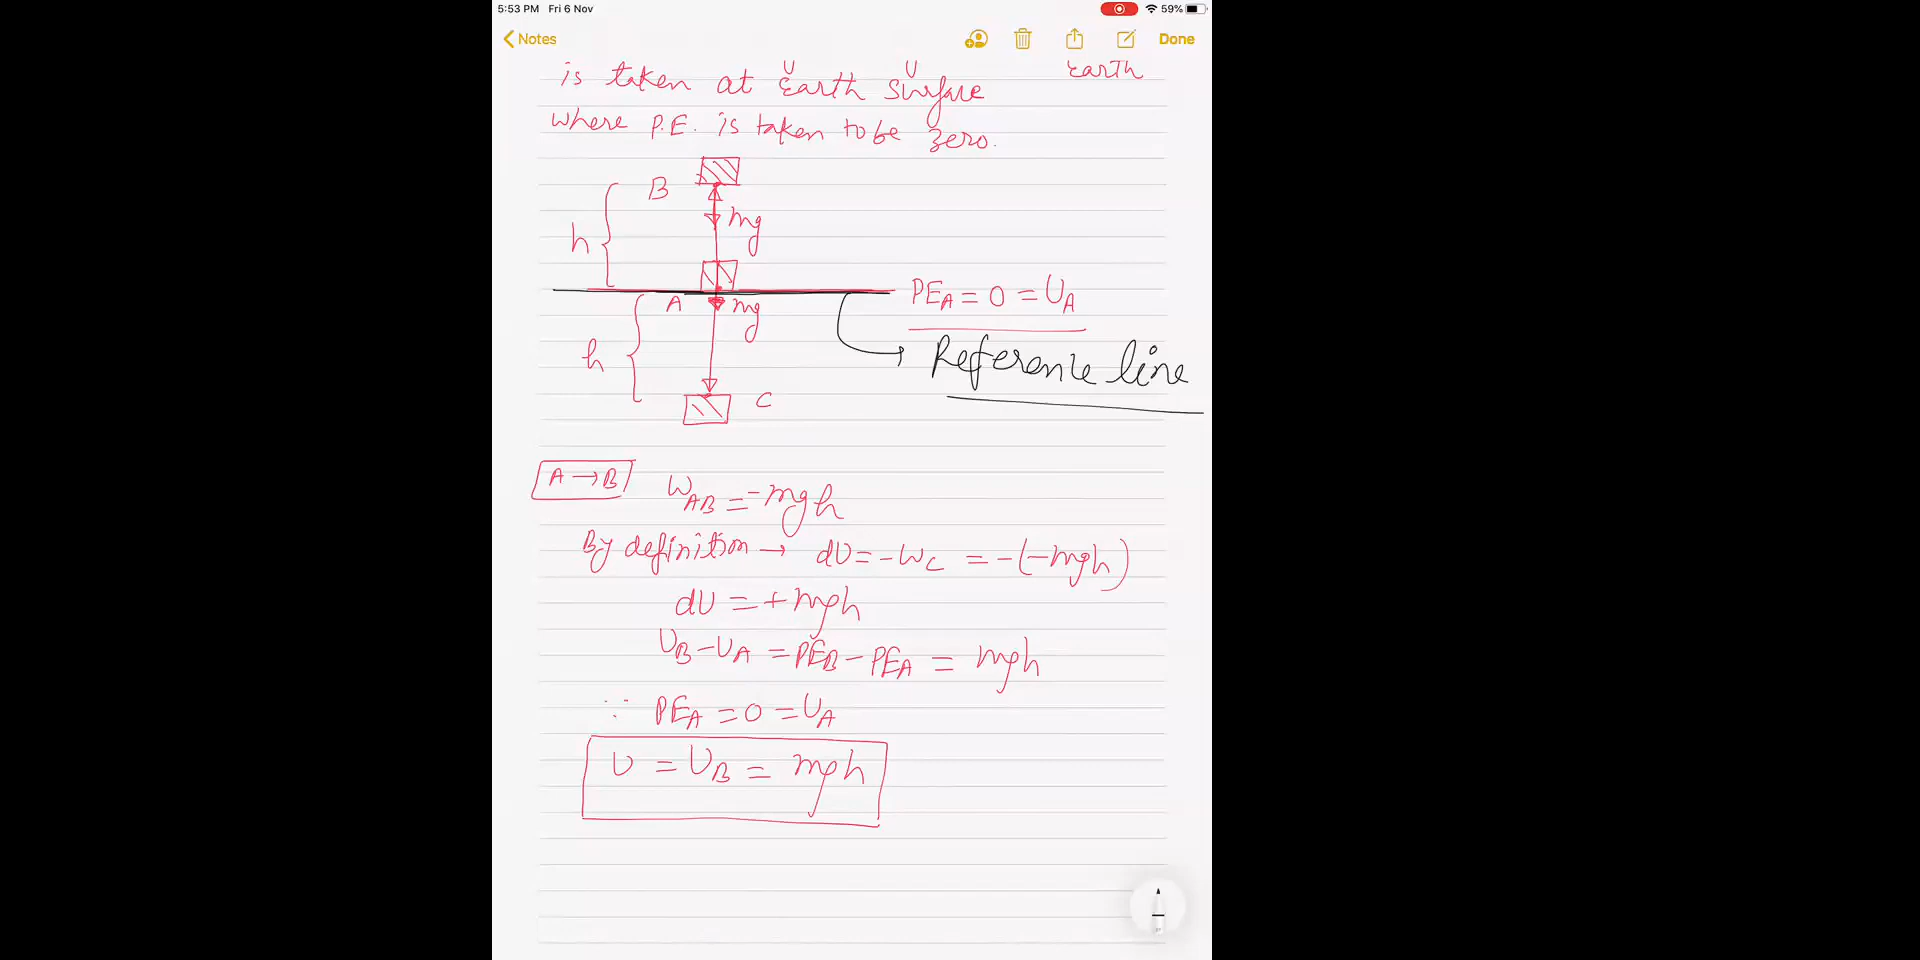 5:53 PM Fri 6 Nov 59%
Notes Done
Earth
is taken at Earth surface
where P.E. is taken to be zero.
B
mg
h
PEA = 0 = UA
A mg
h
Reference line
C
A → B WAB = -mgh
By definition → dU = -WC = -(-mgh)
dU = +mgh
UB - UA = PEB - PEA = mgh
∵ PEA = 0 = UA
U = UB = mgh